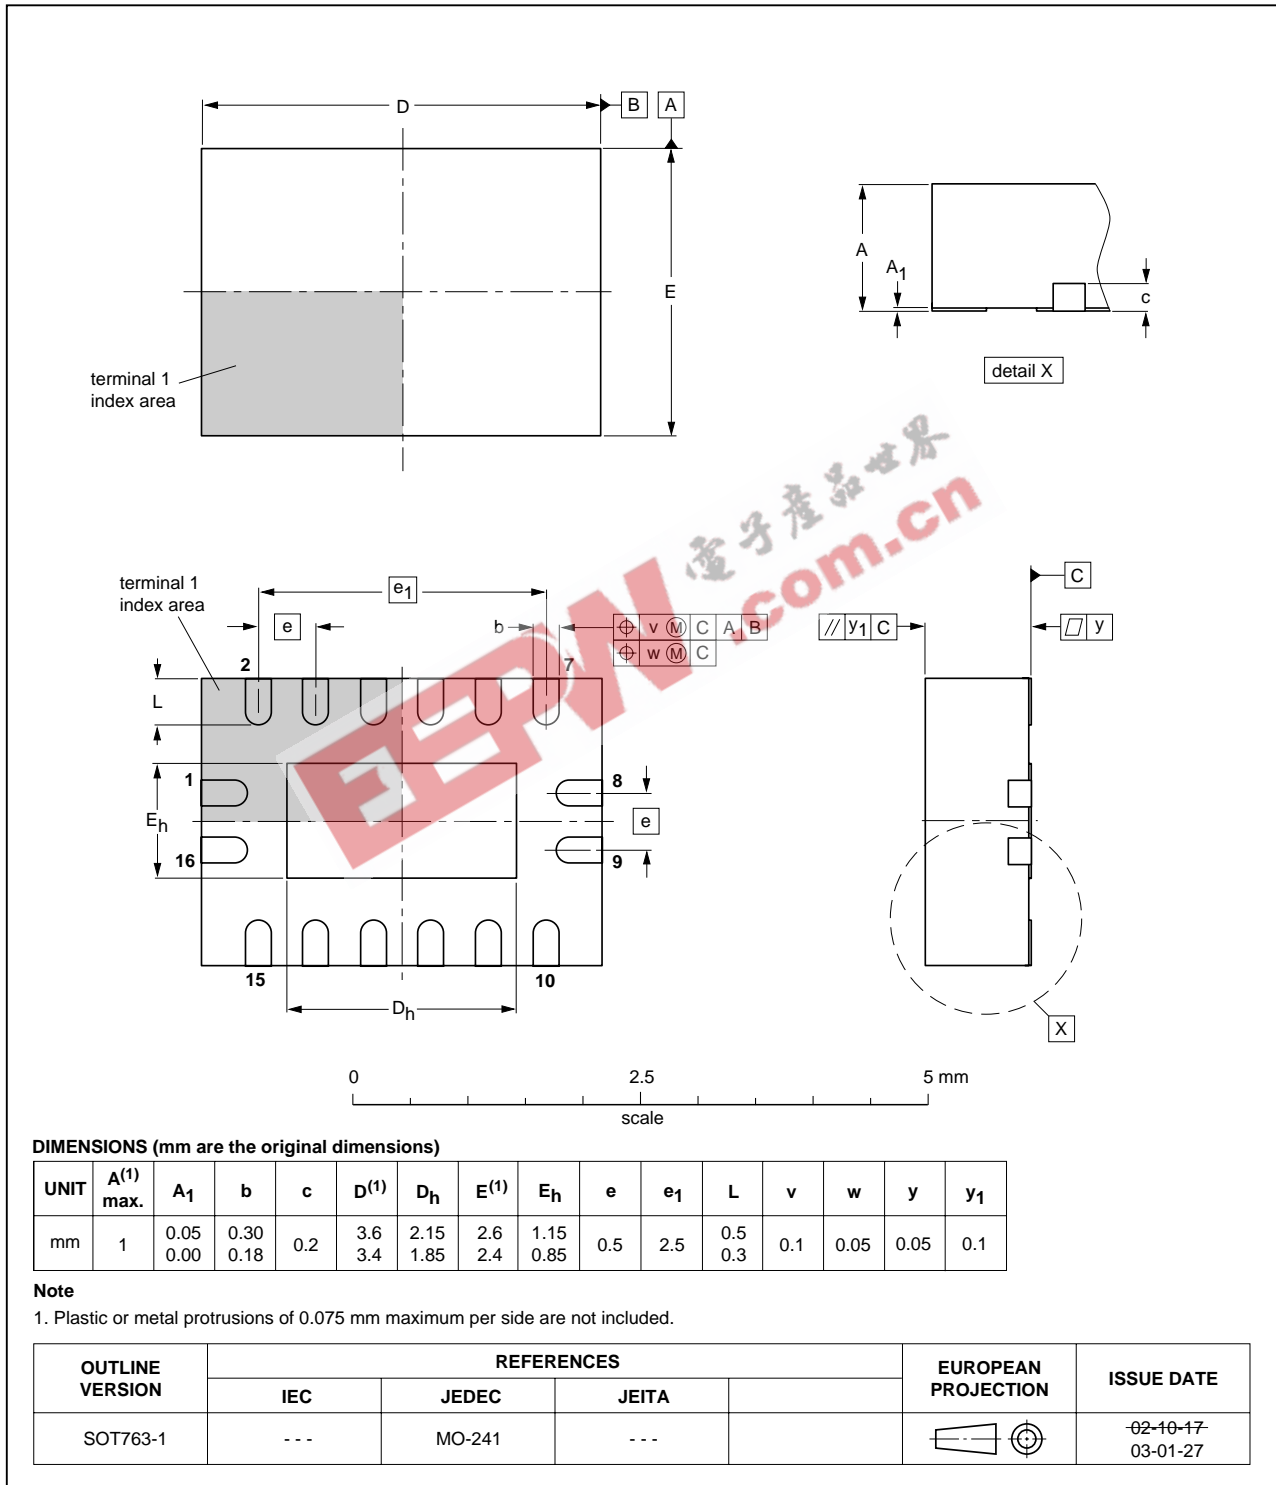 D
B
A
E
terminal 1
index area
A
A1
c
detail X
terminal 1
index area
e1
e
b
v M C A B
w M C
2
7
L
1
8
Eh
e
16
9
15
10
Dh
C
// y1 C
y
X
電子產品世界
EEPW.com.cn
0 2.5 5 mm
scale
DIMENSIONS (mm are the original dimensions)
UNIT A(1) max. A1 b c D(1) Dh E(1) Eh e e1 L v w y y1
mm 1 0.05 0.00 0.30 0.18 0.2 3.6 3.4 2.15 1.85 2.6 2.4 1.15 0.85 0.5 2.5 0.5 0.3 0.1 0.05 0.05 0.1
Note
1. Plastic or metal protrusions of 0.075 mm maximum per side are not included.
OUTLINE VERSION REFERENCES EUROPEAN PROJECTION ISSUE DATE
IEC JEDEC JEITA
SOT763-1 - - - MO-241 - - - 02-10-17
03-01-27